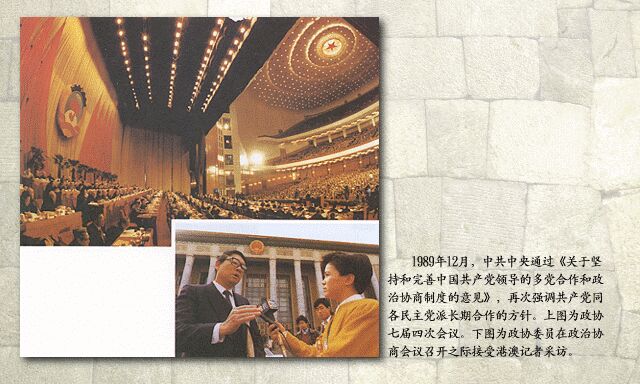 1989年12月，中共中央通过《关于坚
持和完善中国共产党领导的多党合作和政
治协商制度的意见》，再次强调共产党同
各民主党派长期合作的方针。上图为政协
七届四次会议。下图为政协委员在政治协
商会议召开之际接受港澳记者采访。